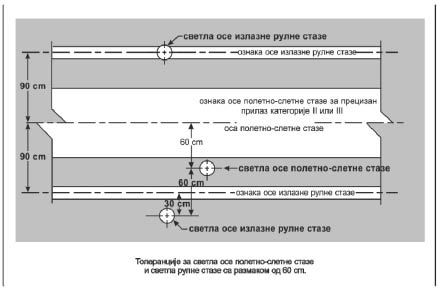 светла осе излазне рулне стазе
ознака осе излазне рулне стазе
90 cm
ознака осе полетно-слетне стазе за прецизан
прилаз категорије II или III
оса полетно-слетне стазе
60 cm
90 cm
светла осе полетно-слетне стазе
60 cm
ознака осе излазне рулне стазе
30 cm
светла осе излазне рулне стазе
Толеранције за светла осе полетно-слетне стазе
и светла рулне стазе са размаком од 60 cm.